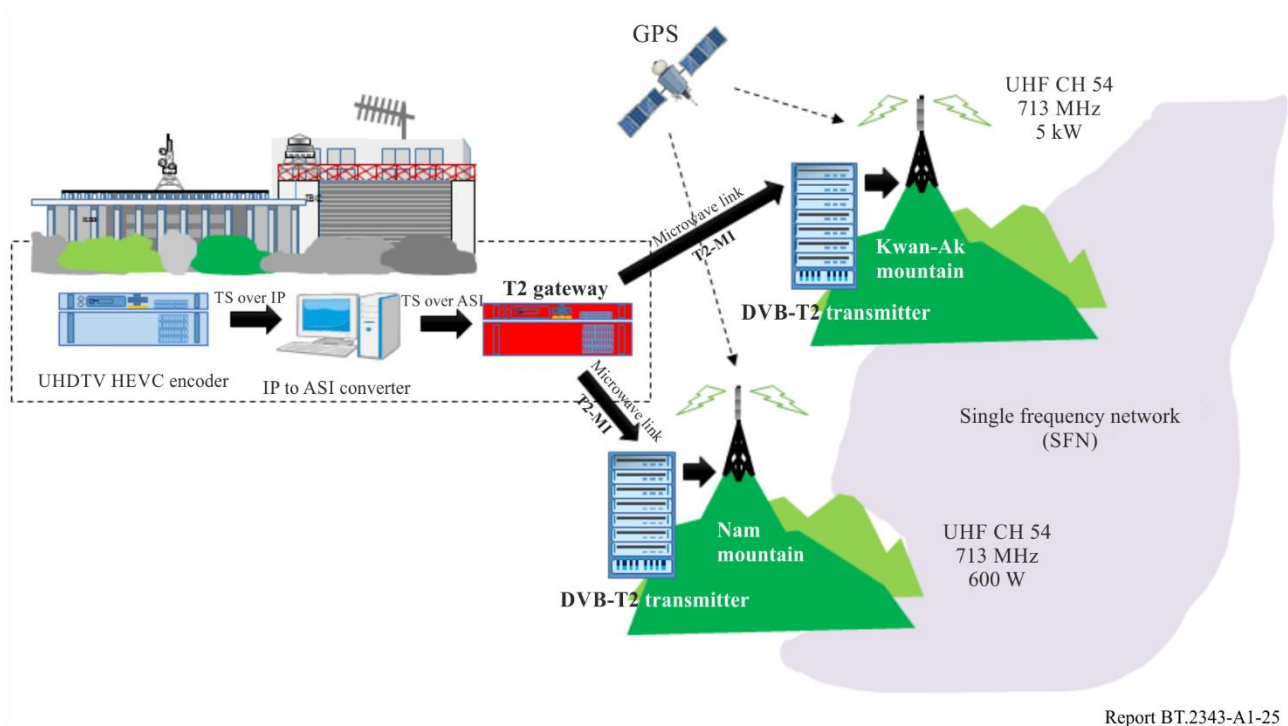 GPS
UHF CH 54
713 MHz
5 kW
Microwave link
T2-MI
Kwan-Ak
mountain
DVB-T2 transmitter
TS over IP
TS over ASI
T2 gateway
UHDTV HEVC encoder
IP to ASI converter
Microwave link
T2-MI
Single frequency network
(SFN)
Nam
mountain
UHF CH 54
713 MHz
600 W
DVB-T2 transmitter
Report BT.2343-A1-25